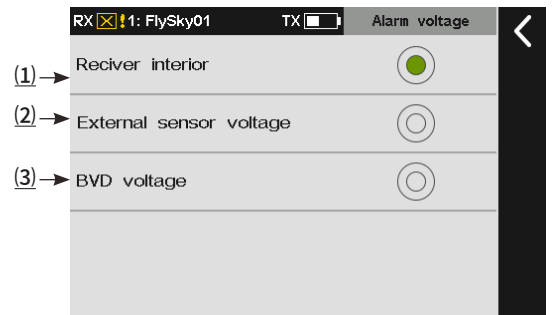 RX !1: FlySky01 TX Alarm voltage
(1) Reciver interior
(2) External sensor voltage
(3) BVD voltage